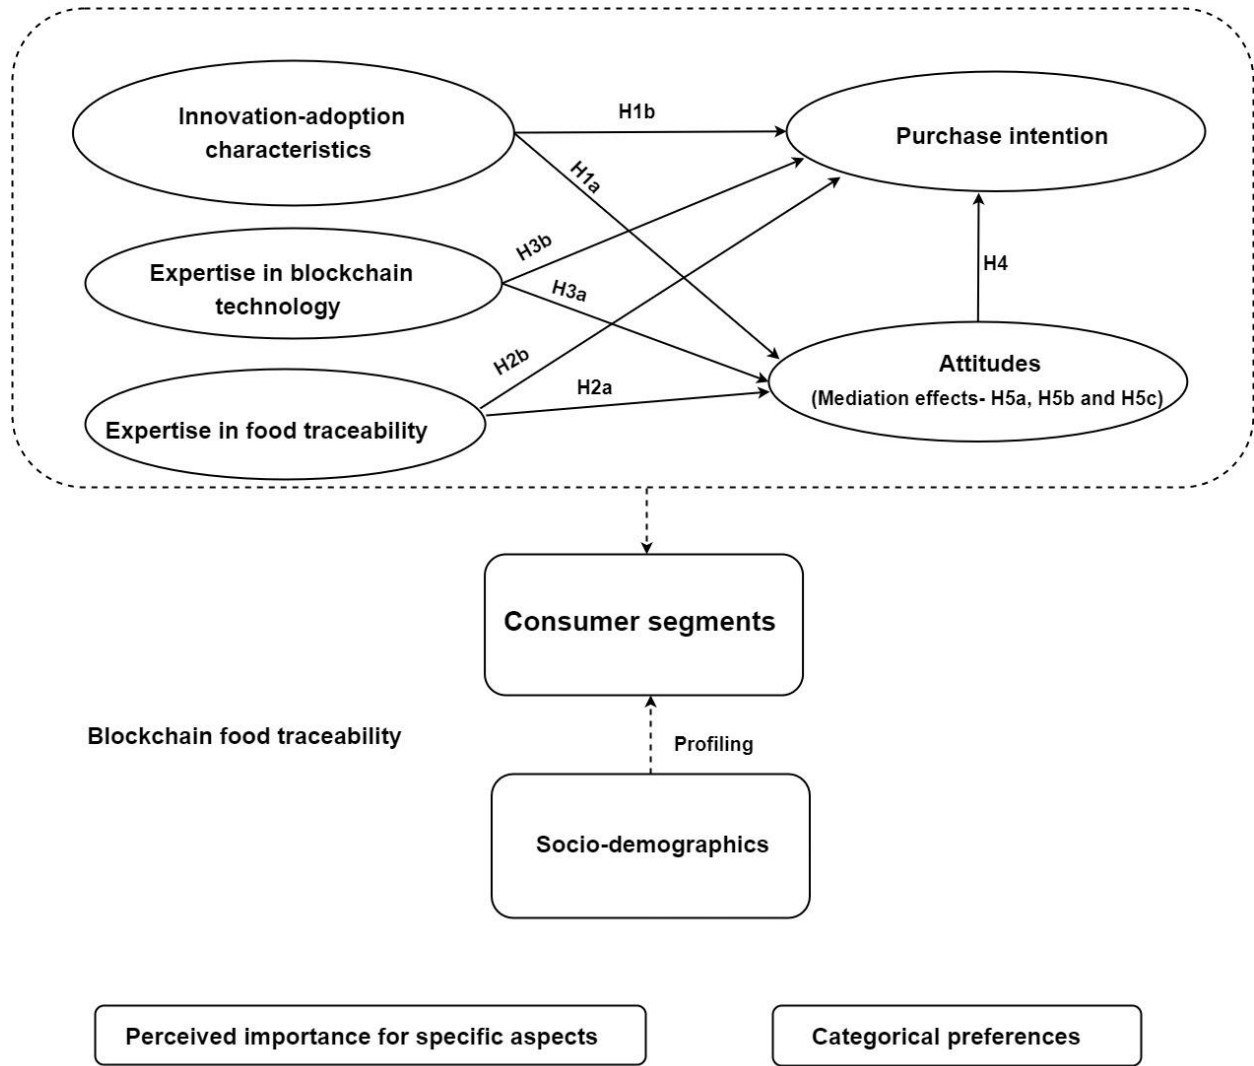 Innovation-adoption
characteristics
H1b
Purchase intention
H1a
H3b
Expertise in blockchain
technology
H3a
H4
H2b
H2a
Attitudes
(Mediation effects- H5a, H5b and H5c)
Expertise in food traceability
Consumer segments
Blockchain food traceability
Profiling
Socio-demographics
Perceived importance for specific aspects
Categorical preferences